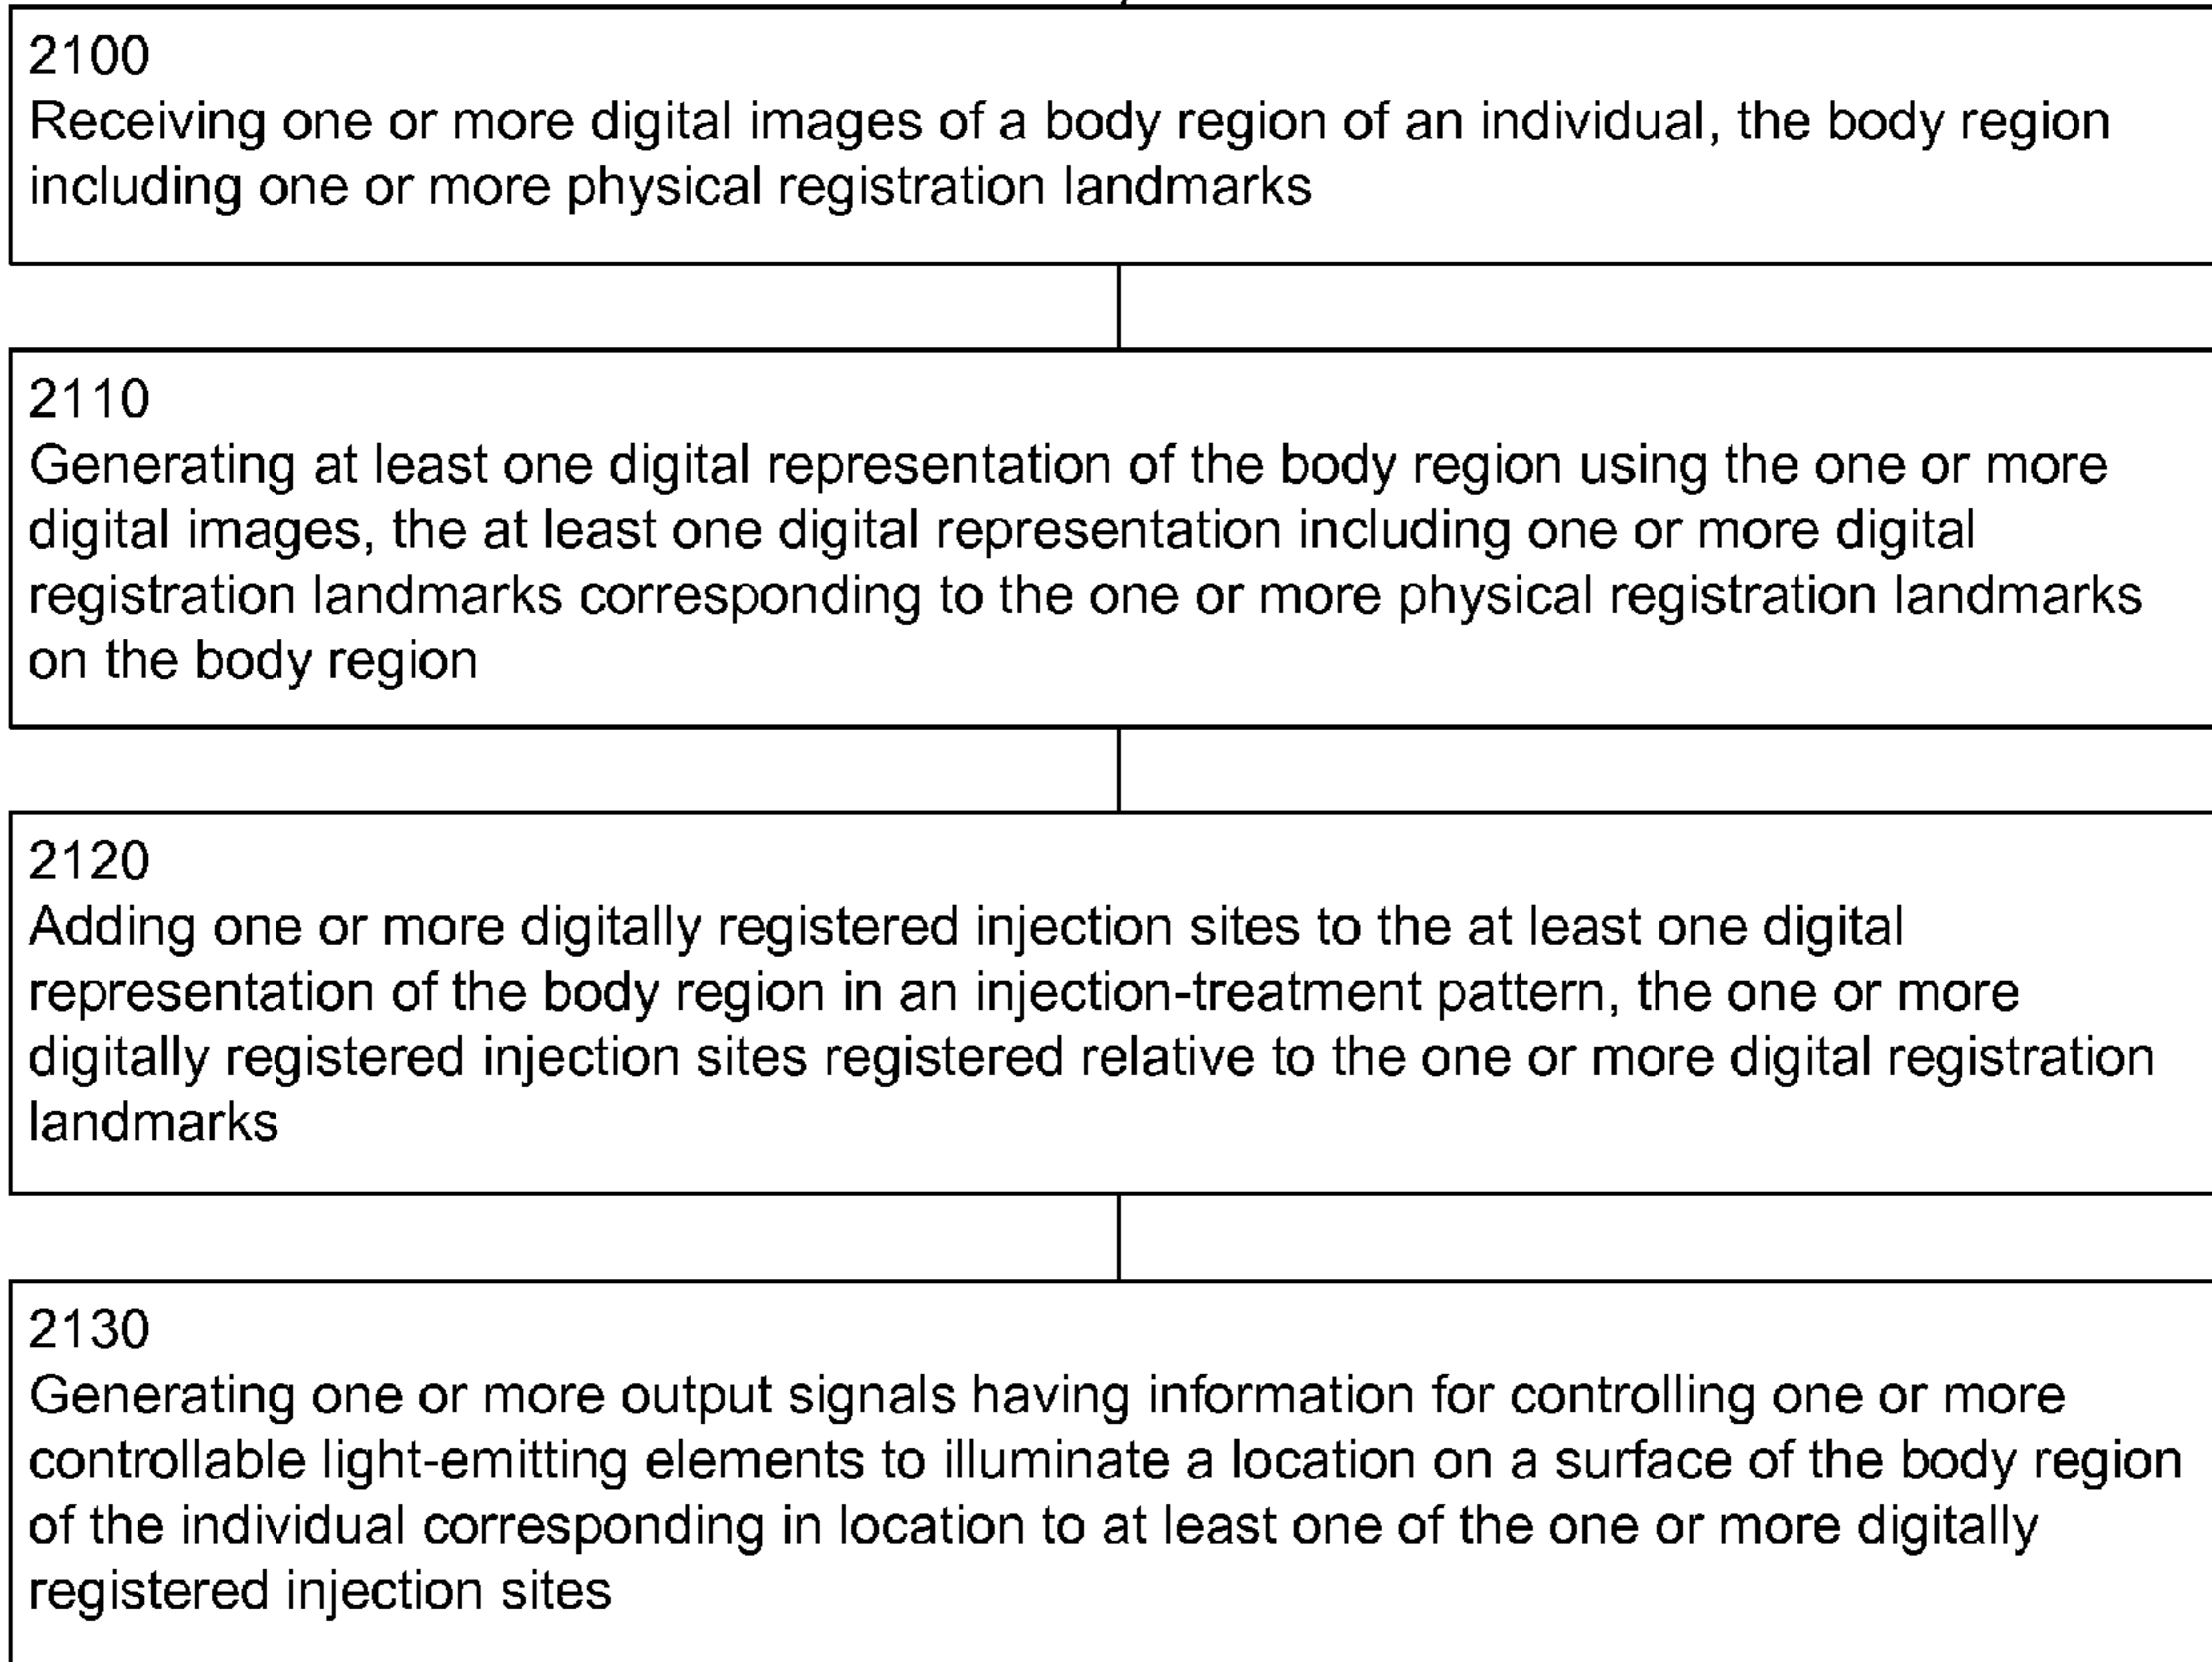 2100
Receiving one or more digital images of a body region of an individual, the body region
including one or more physical registration landmarks
2110
Generating at least one digital representation of the body region using the one or more
digital images, the at least one digital representation including one or more digital
registration landmarks corresponding to the one or more physical registration landmarks
on the body region
2120
Adding one or more digitally registered injection sites to the at least one digital
representation of the body region in an injection-treatment pattern, the one or more
digitally registered injection sites registered relative to the one or more digital registration
landmarks
2130
Generating one or more output signals having information for controlling one or more
controllable light-emitting elements to illuminate a location on a surface of the body region
of the individual corresponding in location to at least one of the one or more digitally
registered injection sites